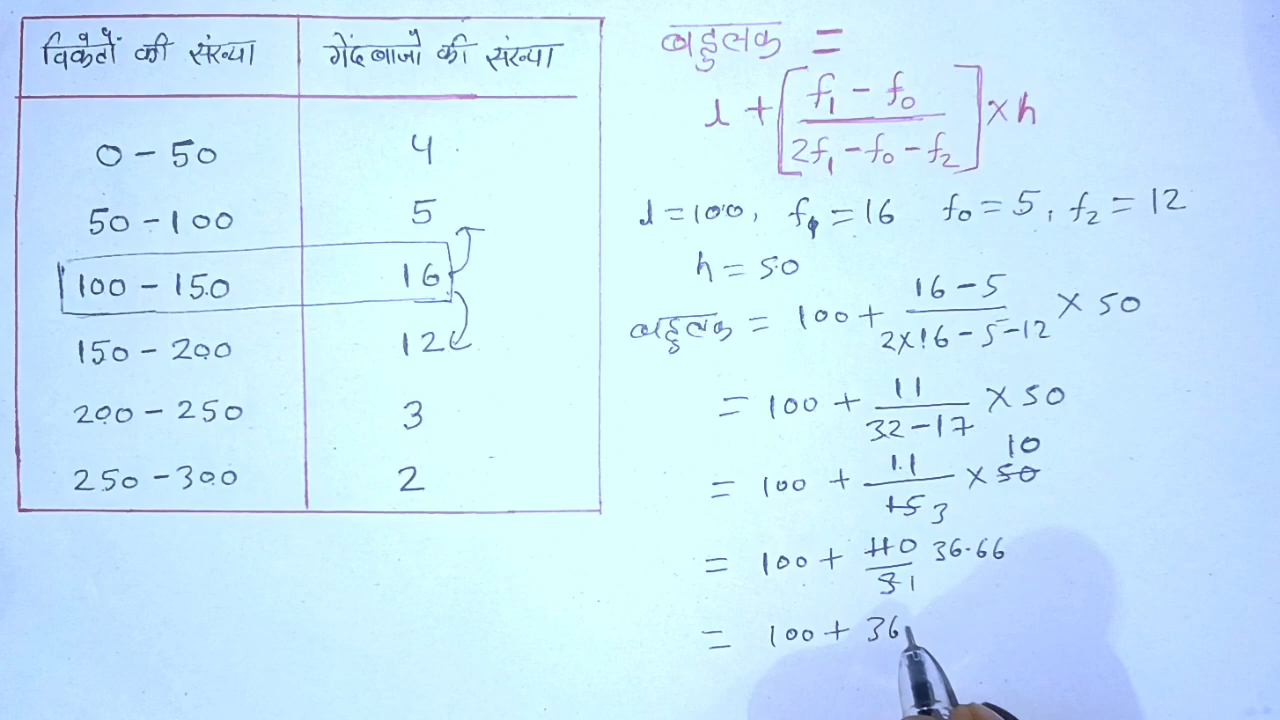 विकेटों की संख्या गेंदबाजों की संख्या
0 - 50 4
50 - 100 5
100 - 150 16
150 - 200 12
200 - 250 3
250 - 300 2
बहुलक =
l + [ (f₁ - f₀) / (2f₁ - f₀ - f₂) ] × h
l = 100, f₁ = 16 f₀ = 5, f₂ = 12
h = 50
बहुलक = 100 + (16 - 5) / (2×16 - 5 - 12) × 50
= 100 + 11 / (32 - 17) × 50
= 100 + 11 / 15 3 × 50 10
= 100 + 110 / 3 1 36.66
= 100 + 36